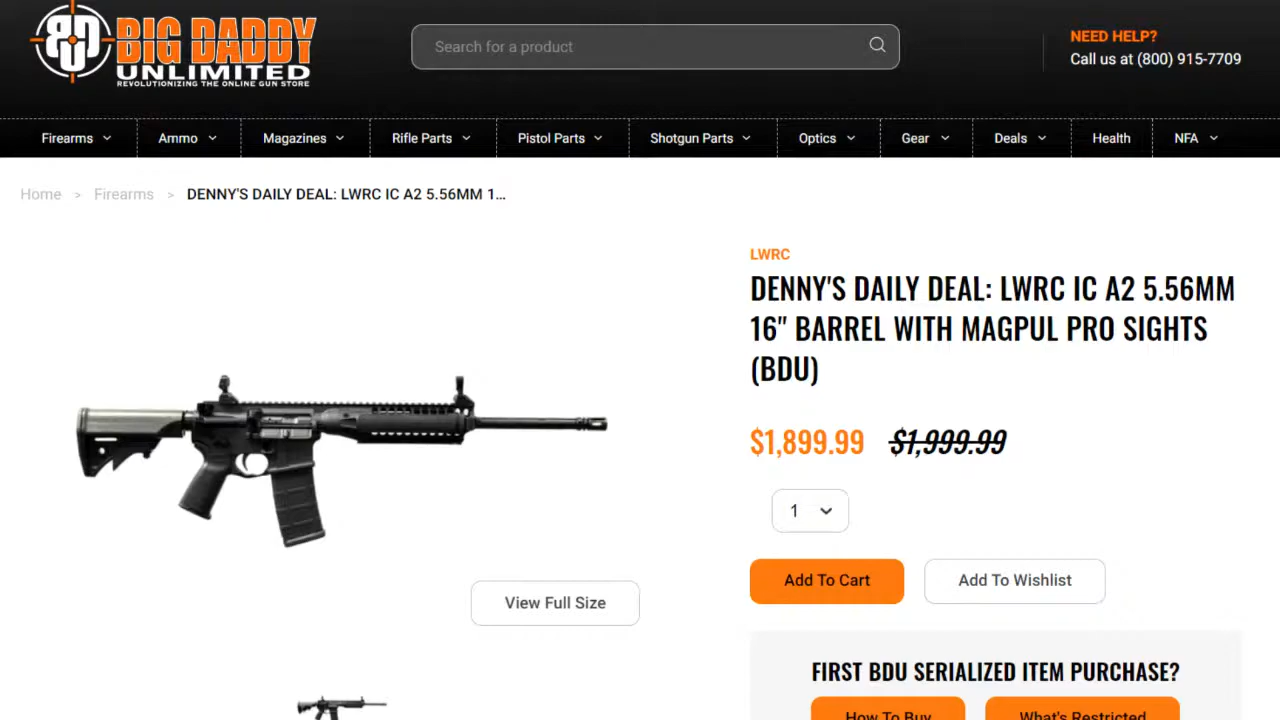 BDU
BIG DADDY
UNLIMITED
REVOLUTIONIZING THE ONLINE GUN STORE
Search for a product
NEED HELP?
Call us at (800) 915-7709
Firearms
Ammo
Magazines
Rifle Parts
Pistol Parts
Shotgun Parts
Optics
Gear
Deals
Health
NFA
Home > Firearms > DENNY'S DAILY DEAL: LWRC IC A2 5.56MM 1...
LWRC
DENNY'S DAILY DEAL: LWRC IC A2 5.56MM
16" BARREL WITH MAGPUL PRO SIGHTS
(BDU)
$1,899.99 $1,999.99
1
Add To Cart
Add To Wishlist
View Full Size
FIRST BDU SERIALIZED ITEM PURCHASE?
How To Buy
What's Restricted